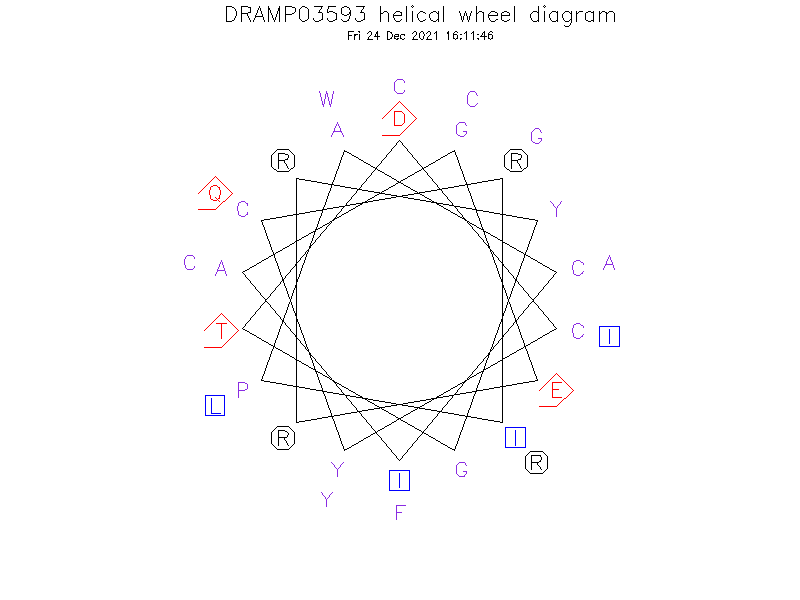 DRAMP03593 helical wheel diagram
Fri 24 Dec 2021 16:11:46
C
W C
D
A G
G
R R
Q
C Y
C A C A
T C I
P E
L
R I
R
Y I G
Y
F